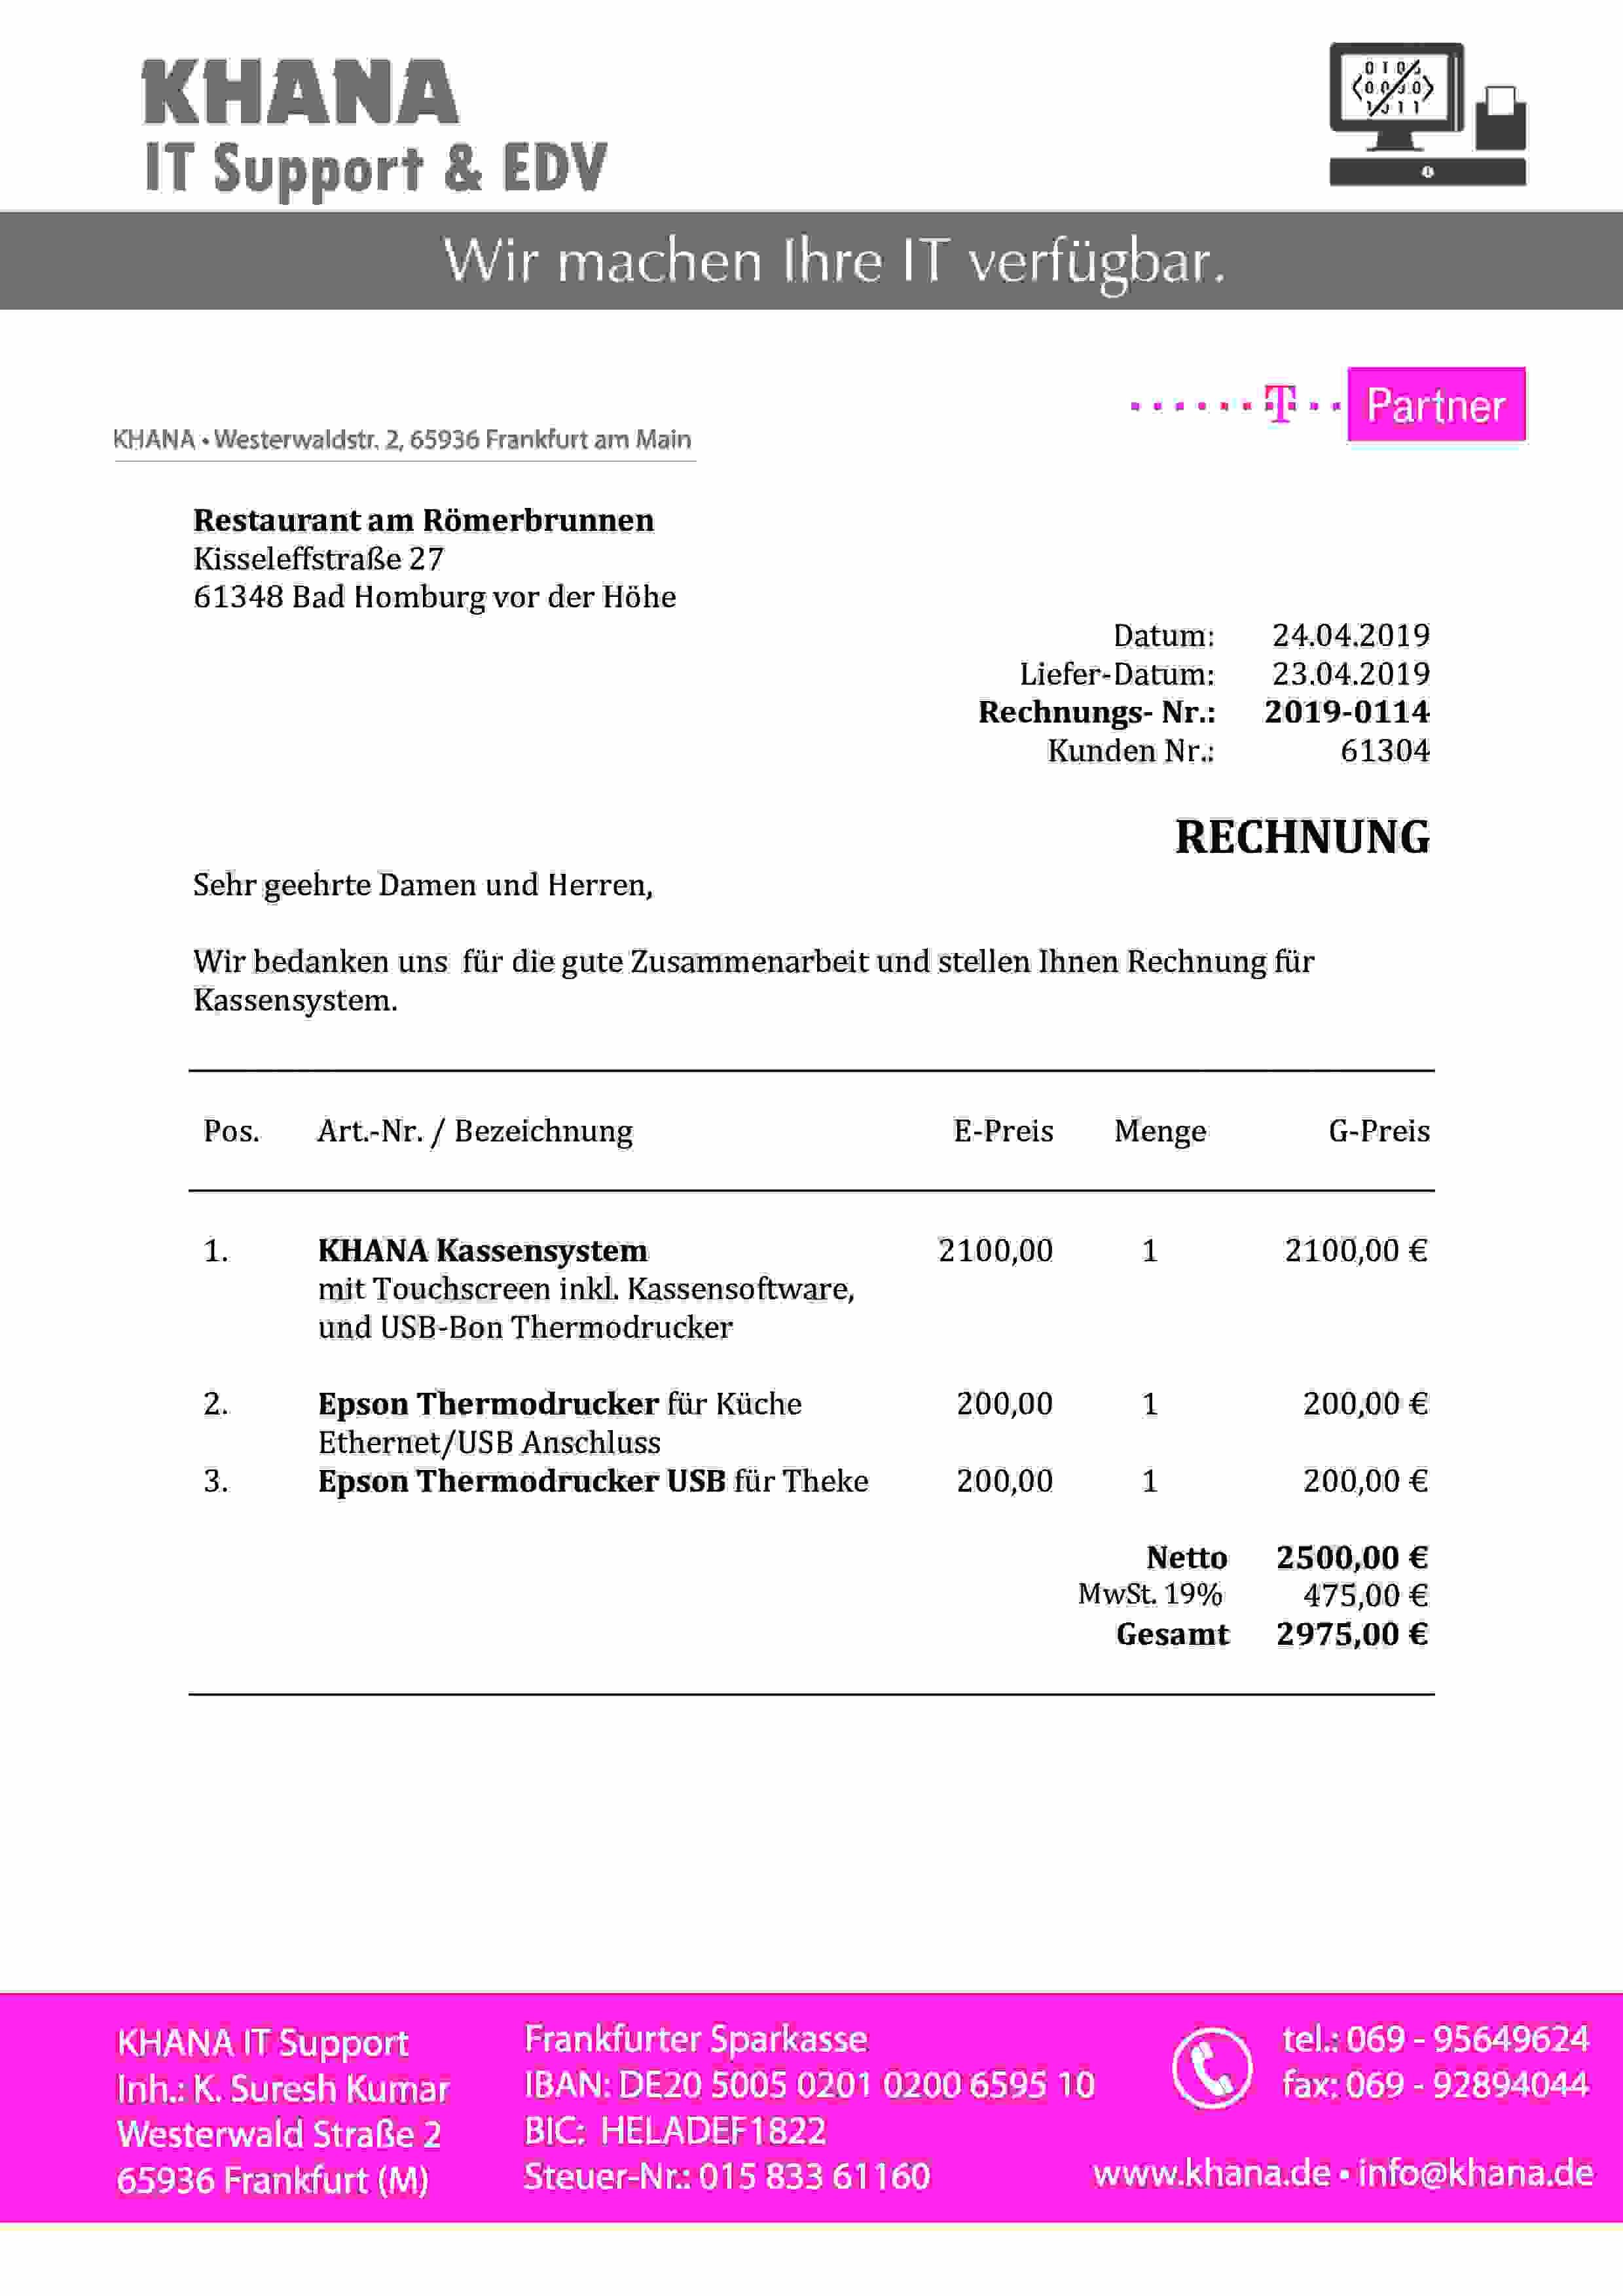 KHANA
IT Support & EDV
Wir machen Ihre IT verfügbar.
T Partner
KHANA • Westerwaldstr. 2, 65936 Frankfurt am Main
Restaurant am Römerbrunnen
Kisseleffstraße 27
61348 Bad Homburg vor der Höhe
Datum: 24.04.2019
Liefer-Datum: 23.04.2019
Rechnungs- Nr.: 2019-0114
Kunden Nr.: 61304
RECHNUNG
Sehr geehrte Damen und Herren,
Wir bedanken uns für die gute Zusammenarbeit und stellen Ihnen Rechnung für
Kassensystem.
Pos. Art.-Nr. / Bezeichnung E-Preis Menge G-Preis
1. KHANA Kassensystem 2100,00 1 2100,00 €
mit Touchscreen inkl. Kassensoftware,
und USB-Bon Thermodrucker
2. Epson Thermodrucker für Küche 200,00 1 200,00 €
Ethernet/USB Anschluss
3. Epson Thermodrucker USB für Theke 200,00 1 200,00 €
Netto 2500,00 €
MwSt. 19% 475,00 €
Gesamt 2975,00 €
KHANA IT Support
Inh.: K. Suresh Kumar
Westerwald Straße 2
65936 Frankfurt (M)
Frankfurter Sparkasse
IBAN: DE20 5005 0201 0200 6595 10
BIC: HELADEF1822
Steuer-Nr.: 015 833 61160
tel.: 069 - 95649624
fax: 069 - 92894044
www.khana.de • info@khana.de